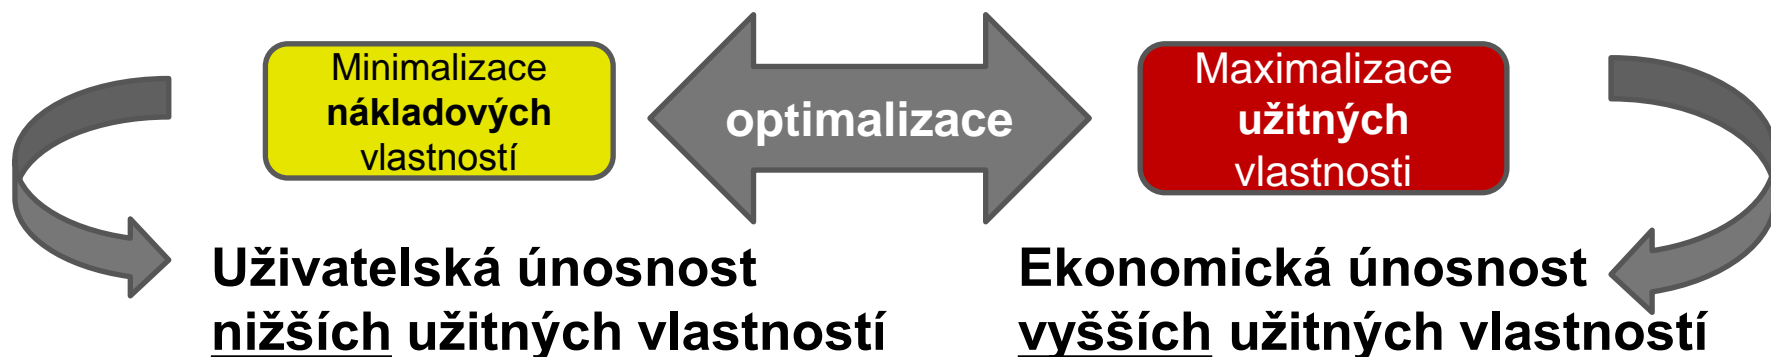 Minimalizace
nákladových
vlastností
optimalizace
Maximalizace
užitných
vlastnosti
Uživatelská únosnost
nižších užitných vlastností
Ekonomická únosnost
vyšších užitných vlastností